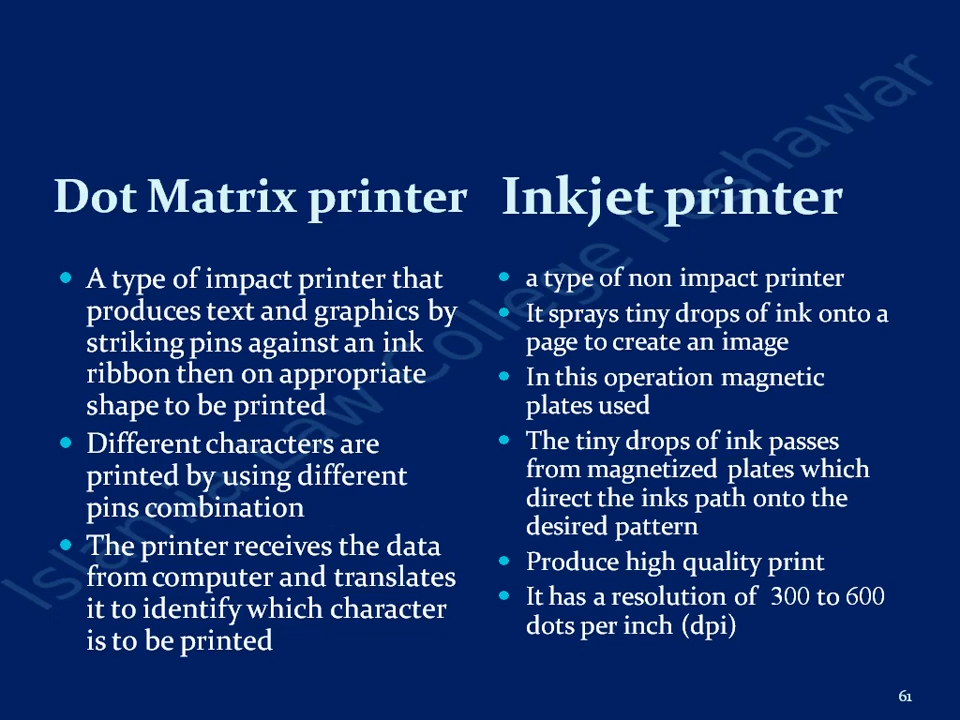 Dot Matrix printer
A type of impact printer that
produces text and graphics by
striking pins against an ink
ribbon then on appropriate
shape to be printed
Different characters are
printed by using different
pins combination
The printer receives the data
from computer and translates
it to identify which character
is to be printed
Inkjet printer
a type of non impact printer
It sprays tiny drops of ink onto a
page to create an image
In this operation magnetic
plates used
The tiny drops of ink passes
from magnetized plates which
direct the inks path onto the
desired pattern
Produce high quality print
It has a resolution of 300 to 600
dots per inch (dpi)
Islamia Law College Peshawar
61